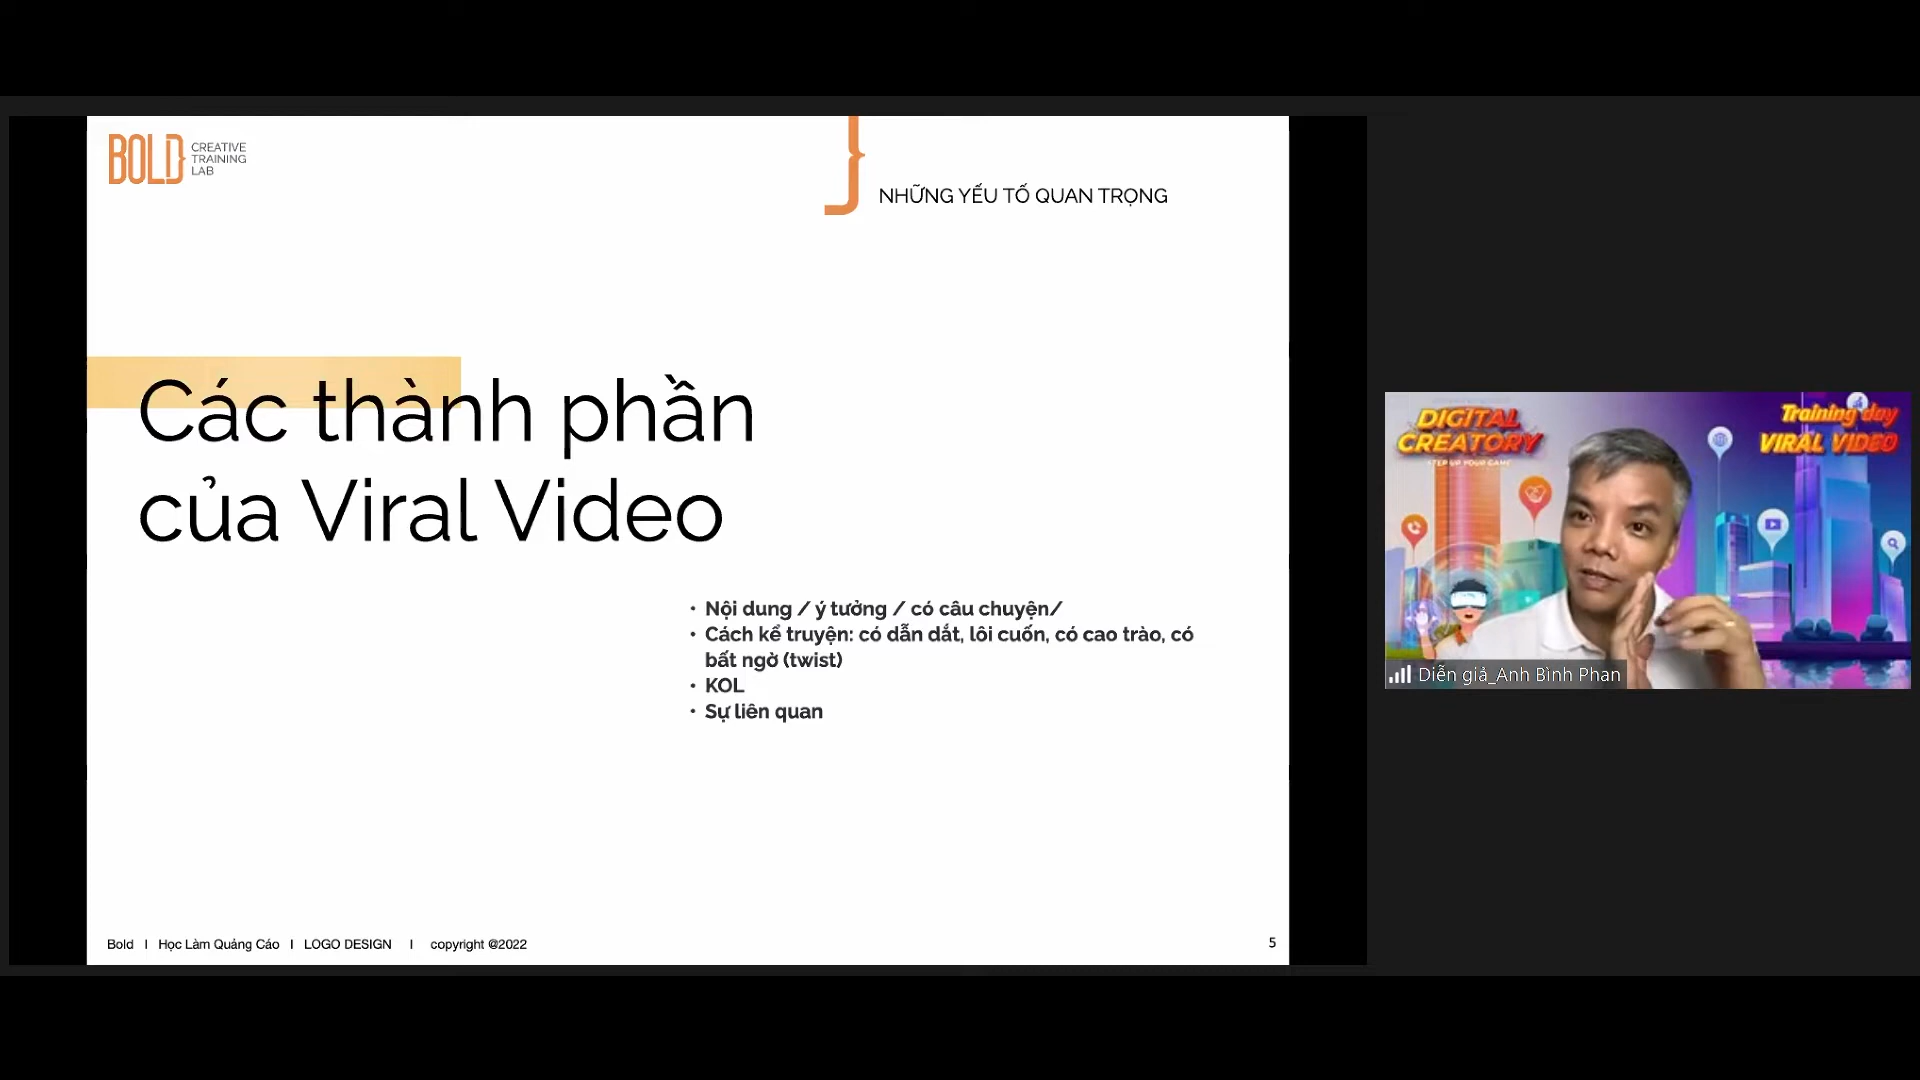 BOLD CREATIVE
TRAINING
LAB
NHỮNG YẾU TỐ QUAN TRỌNG
Các thành phần
của Viral Video
• Nội dung / ý tưởng / có câu chuyện/
• Cách kể truyện: có dẫn dắt, lôi cuốn, có cao trào, có
bất ngờ (twist)
• KOL
• Sự liên quan
Bold I Học Làm Quảng Cáo I LOGO DESIGN I copyright @2022
5
DIGITAL
CREATORY
STEP UP YOUR GAME
Training day
VIRAL VIDEO
Diễn giả_Anh Bình Phan